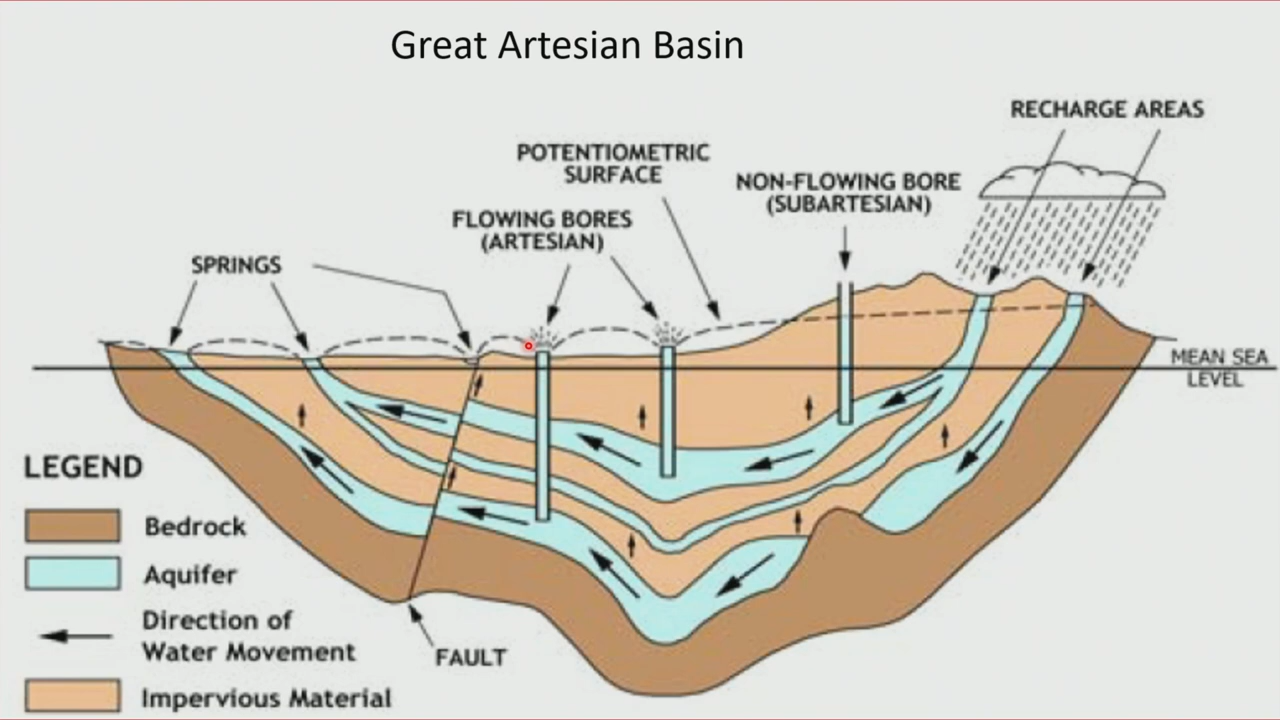 Great Artesian Basin
RECHARGE AREAS
POTENTIOMETRIC
SURFACE
NON-FLOWING BORE
(SUBARTESIAN)
FLOWING BORES
(ARTESIAN)
SPRINGS
MEAN SEA
LEVEL
LEGEND
Bedrock
Aquifer
Direction of
Water Movement
Impervious Material
FAULT